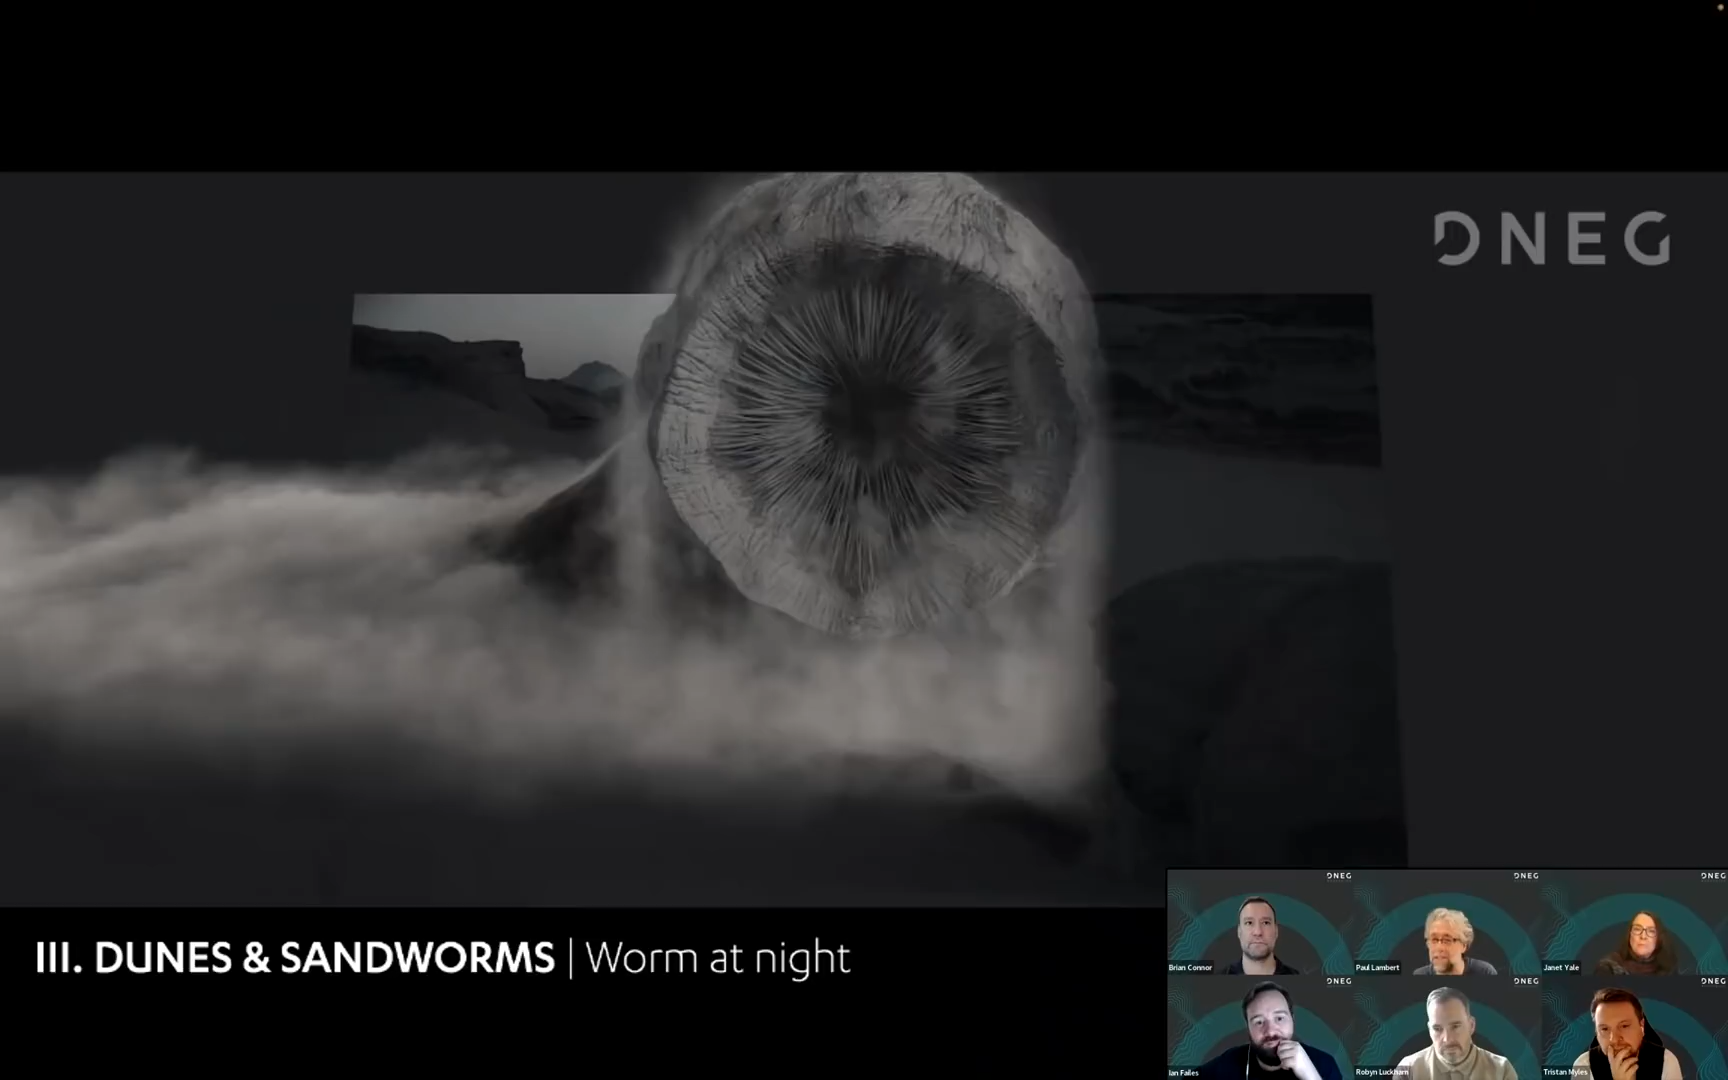 DNEG
III. DUNES & SANDWORMS | Worm at night
DNEG
DNEG
DNEG
Brian Connor
Paul Lambert
Janet Yale
DNEG
DNEG
DNEG
Ian Failes
Robyn Luckham
Tristan Myles